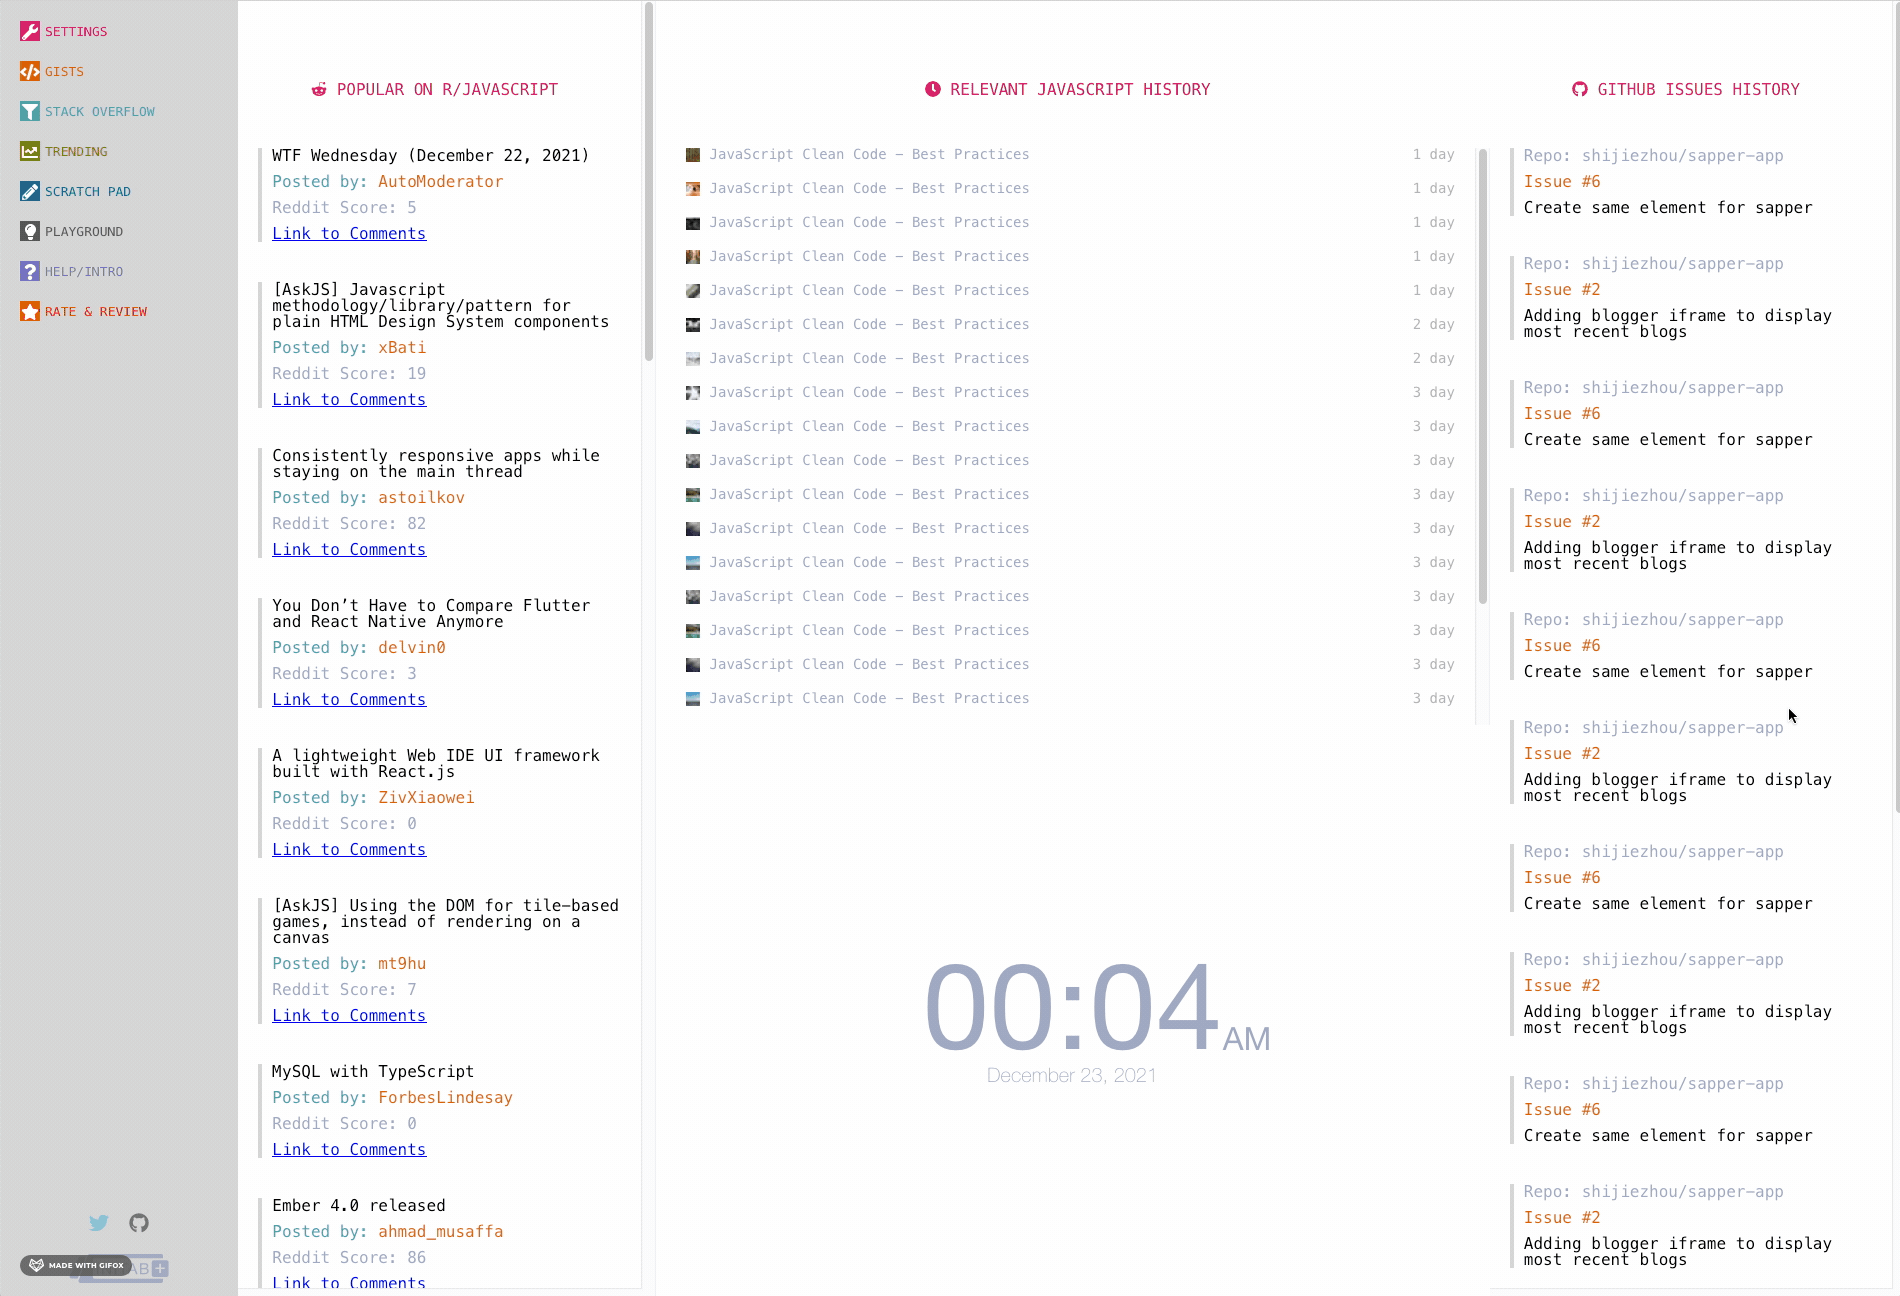 SETTINGS
GISTS
STACK OVERFLOW
TRENDING
SCRATCH PAD
PLAYGROUND
HELP/INTRO
RATE & REVIEW
MADE WITH GIFOX
POPULAR ON R/JAVASCRIPT
WTF Wednesday (December 22, 2021)
Posted by: AutoModerator
Reddit Score: 5
Link to Comments
[AskJS] Javascript
methodology/library/pattern for
plain HTML Design System components
Posted by: xBati
Reddit Score: 19
Link to Comments
Consistently responsive apps while
staying on the main thread
Posted by: astoilkov
Reddit Score: 82
Link to Comments
You Don’t Have to Compare Flutter
and React Native Anymore
Posted by: delvin0
Reddit Score: 3
Link to Comments
A lightweight Web IDE UI framework
built with React.js
Posted by: ZivXiaowei
Reddit Score: 0
Link to Comments
[AskJS] Using the DOM for tile-based
games, instead of rendering on a
canvas
Posted by: mt9hu
Reddit Score: 7
Link to Comments
MySQL with TypeScript
Posted by: ForbesLindesay
Reddit Score: 0
Link to Comments
Ember 4.0 released
Posted by: ahmad_musaffa
Reddit Score: 86
Link to Comments
RELEVANT JAVASCRIPT HISTORY
JavaScript Clean Code – Best Practices 1 day
JavaScript Clean Code – Best Practices 1 day
JavaScript Clean Code – Best Practices 1 day
JavaScript Clean Code – Best Practices 1 day
JavaScript Clean Code – Best Practices 1 day
JavaScript Clean Code – Best Practices 2 day
JavaScript Clean Code – Best Practices 2 day
JavaScript Clean Code – Best Practices 3 day
JavaScript Clean Code – Best Practices 3 day
JavaScript Clean Code – Best Practices 3 day
JavaScript Clean Code – Best Practices 3 day
JavaScript Clean Code – Best Practices 3 day
JavaScript Clean Code – Best Practices 3 day
JavaScript Clean Code – Best Practices 3 day
JavaScript Clean Code – Best Practices 3 day
JavaScript Clean Code – Best Practices 3 day
JavaScript Clean Code – Best Practices 3 day
00:04 AM
December 23, 2021
GITHUB ISSUES HISTORY
Repo: shijiezhou/sapper-app
Issue #6
Create same element for sapper
Repo: shijiezhou/sapper-app
Issue #2
Adding blogger iframe to display
most recent blogs
Repo: shijiezhou/sapper-app
Issue #6
Create same element for sapper
Repo: shijiezhou/sapper-app
Issue #2
Adding blogger iframe to display
most recent blogs
Repo: shijiezhou/sapper-app
Issue #6
Create same element for sapper
Repo: shijiezhou/sapper-app
Issue #2
Adding blogger iframe to display
most recent blogs
Repo: shijiezhou/sapper-app
Issue #6
Create same element for sapper
Repo: shijiezhou/sapper-app
Issue #2
Adding blogger iframe to display
most recent blogs
Repo: shijiezhou/sapper-app
Issue #6
Create same element for sapper
Repo: shijiezhou/sapper-app
Issue #2
Adding blogger iframe to display
most recent blogs